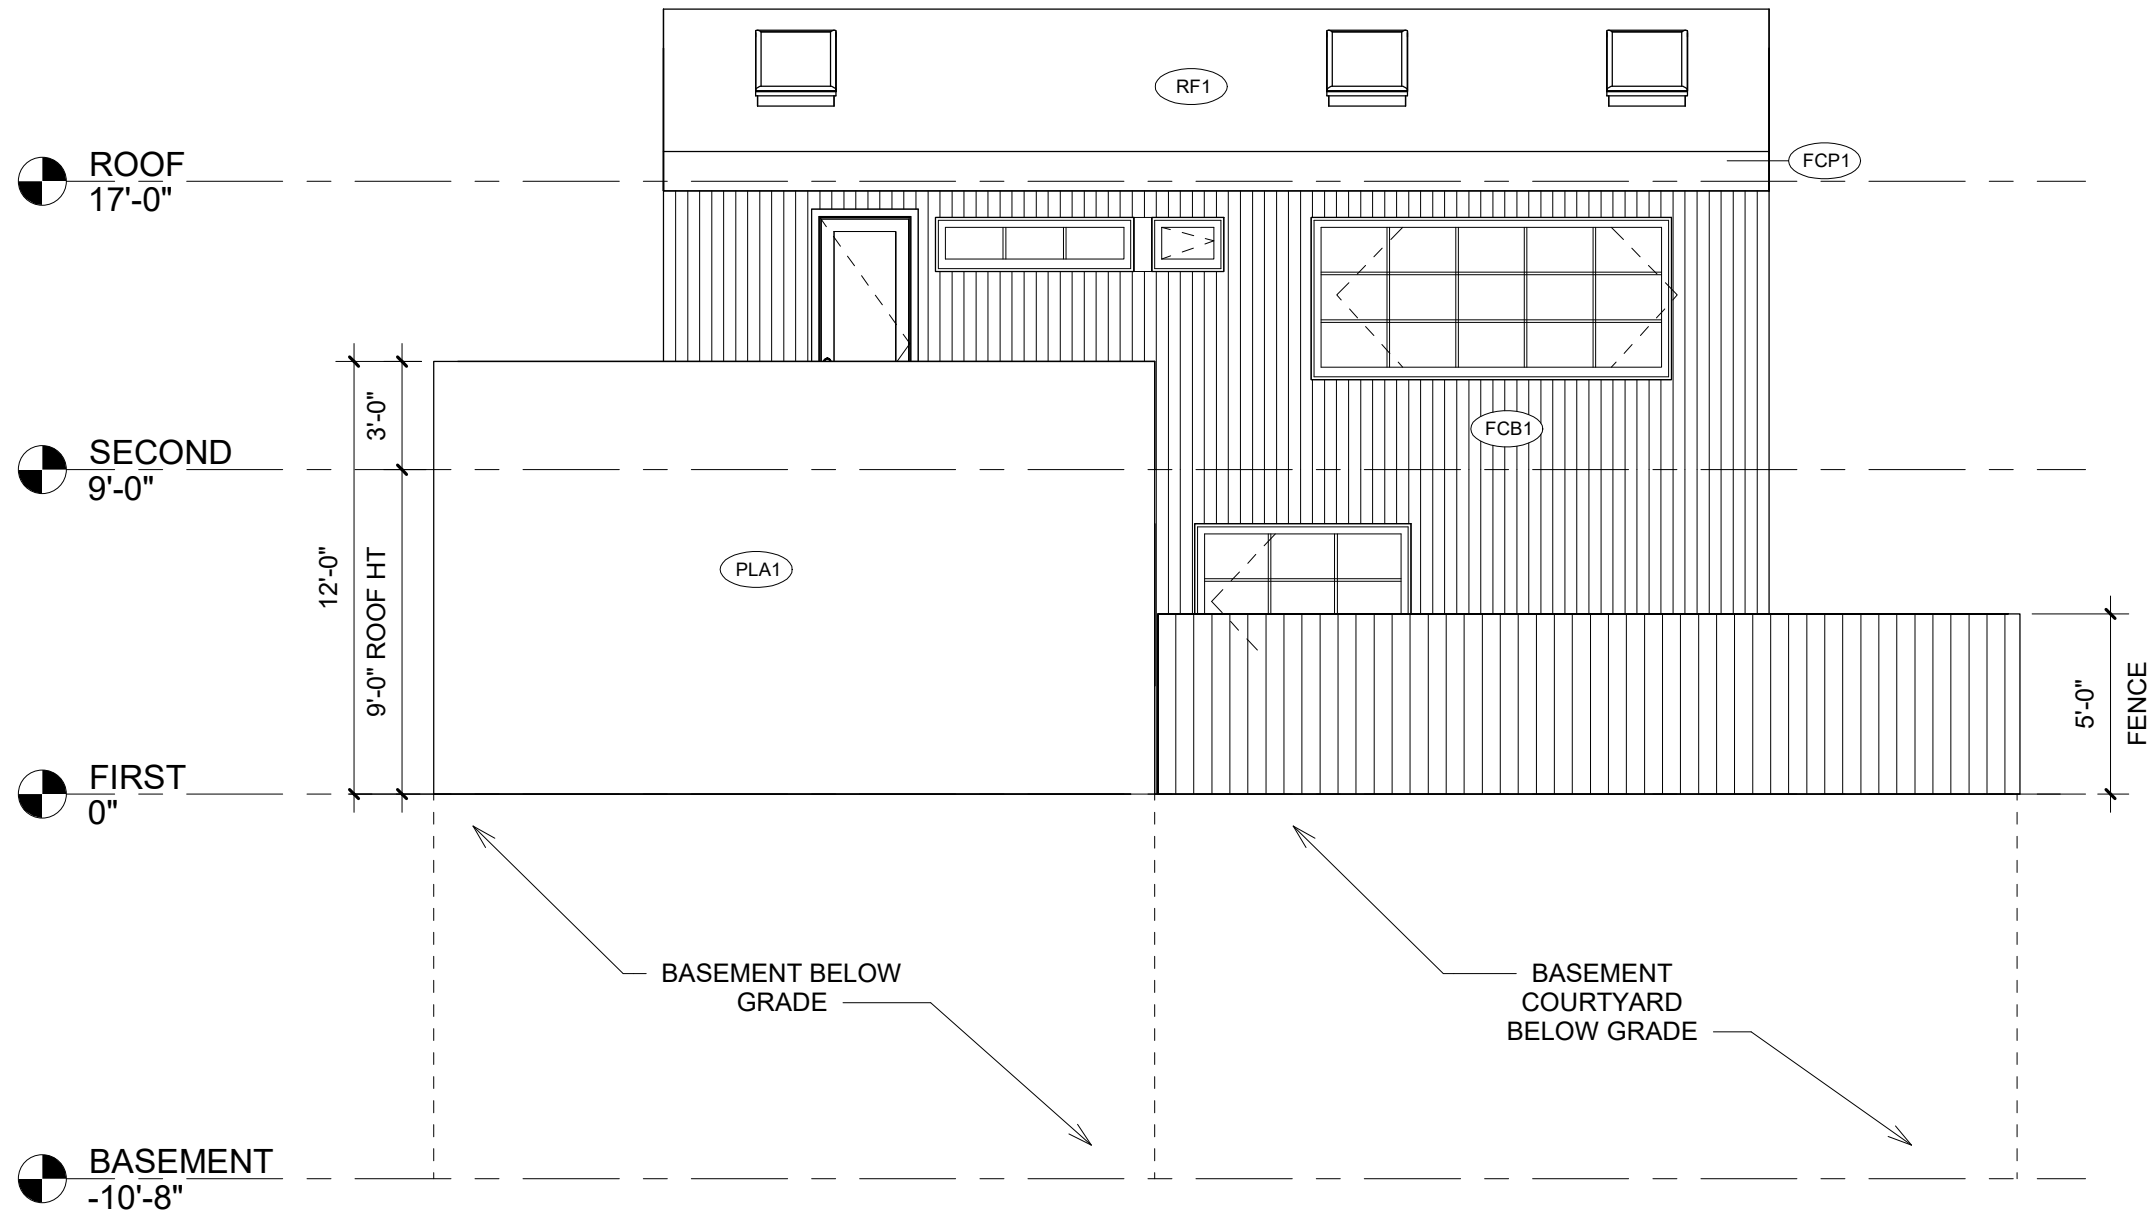 RF1
FCP1
ROOF
17'-0"
3'-0"
SECOND
9'-0"
FCB1
12'-0"
9'-0" ROOF HT
PLA1
5'-0"
FENCE
FIRST
0"
BASEMENT BELOW
GRADE
BASEMENT
COURTYARD
BELOW GRADE
BASEMENT
-10'-8"